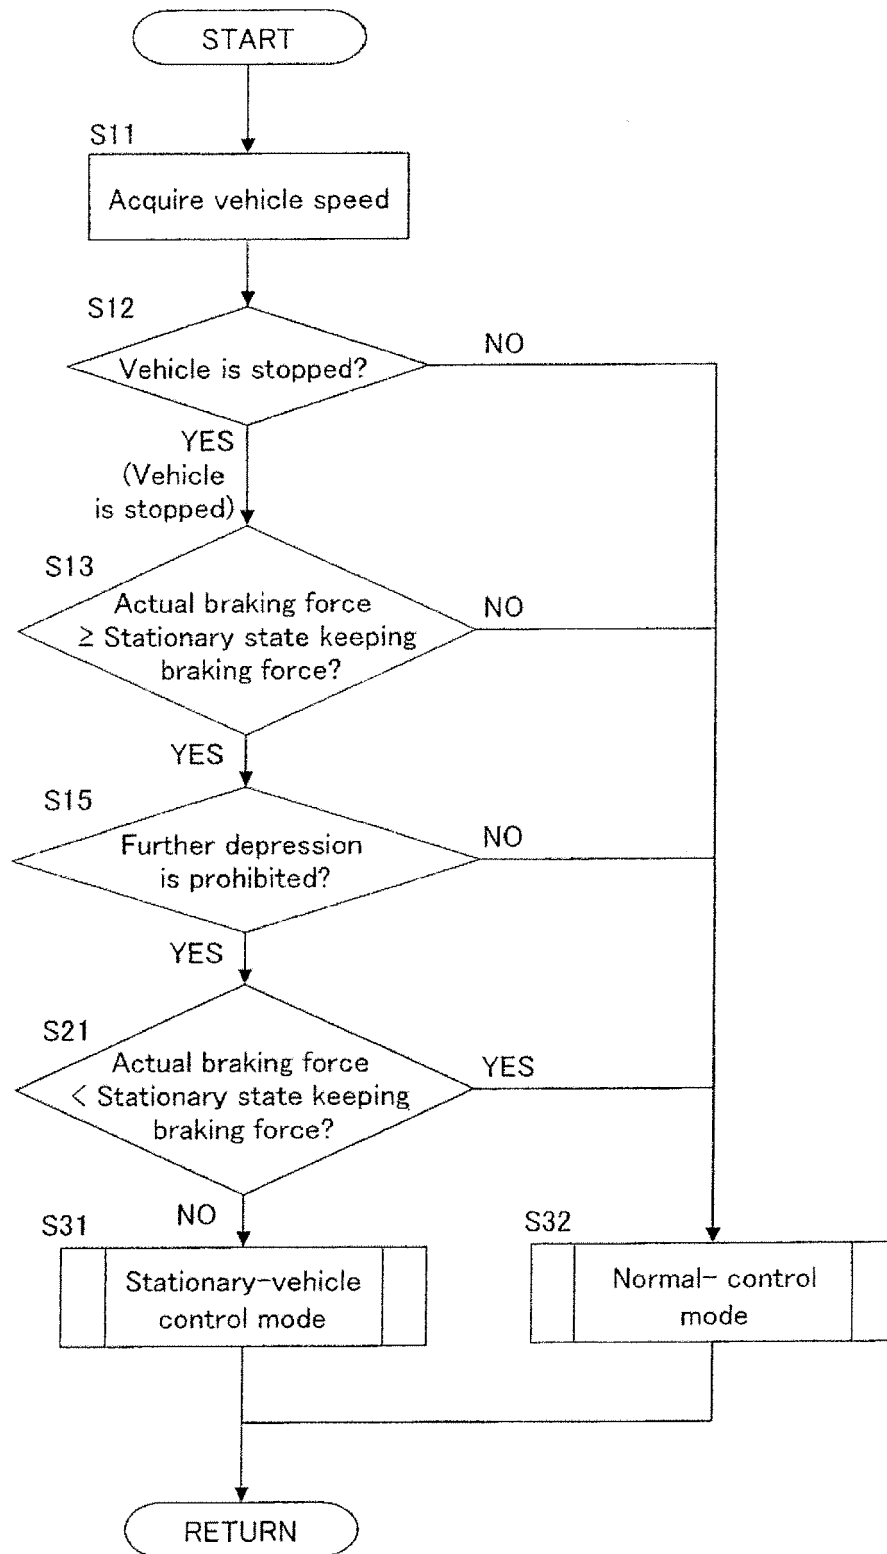 START
S11
Acquire vehicle speed
S12
Vehicle is stopped?
NO
YES
(Vehicle
is stopped)
S13
Actual braking force
≥ Stationary state keeping
braking force?
NO
YES
S15
Further depression
is prohibited?
NO
YES
S21
Actual braking force
< Stationary state keeping
braking force?
YES
NO
S31
Stationary-vehicle
control mode
S32
Normal- control
mode
RETURN